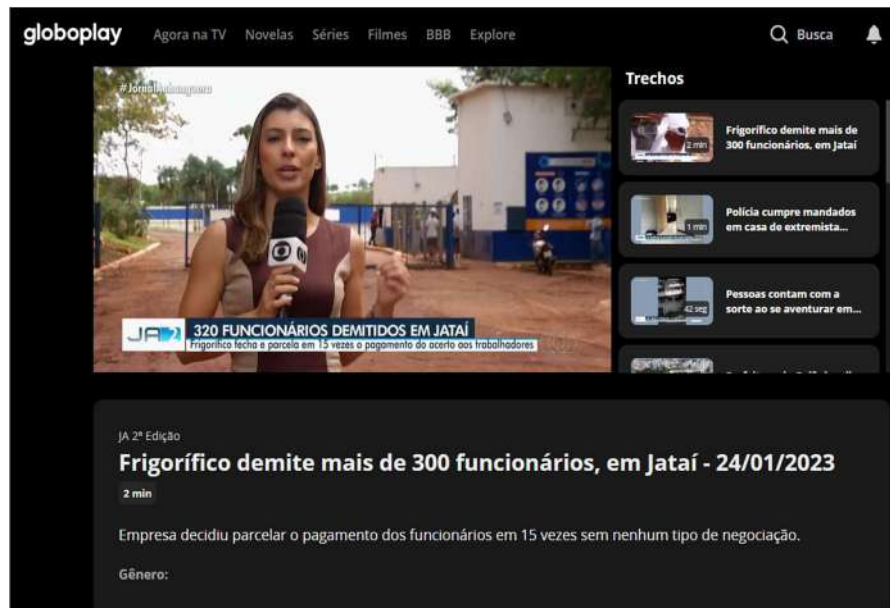 globoplay
Agora na TV Novelas Séries Filmes BBB Explore
Busca
#JornalAnhanguera
JA 2
320 FUNCIONÁRIOS DEMITIDOS EM JATAÍ
Frigorífico fecha e parcela em 15 vezes o pagamento do acerto aos trabalhadores
Trechos
Frigorífico demite mais de
300 funcionários, em Jataí
2 min
Polícia cumpre mandados
em casa de extremista...
1 min
Pessoas contam com a
sorte ao se aventurar em...
42 seg
JA 2ª Edição
Frigorífico demite mais de 300 funcionários, em Jataí - 24/01/2023
2 min
Empresa decidiu parcelar o pagamento dos funcionários em 15 vezes sem nenhum tipo de negociação.
Gênero: